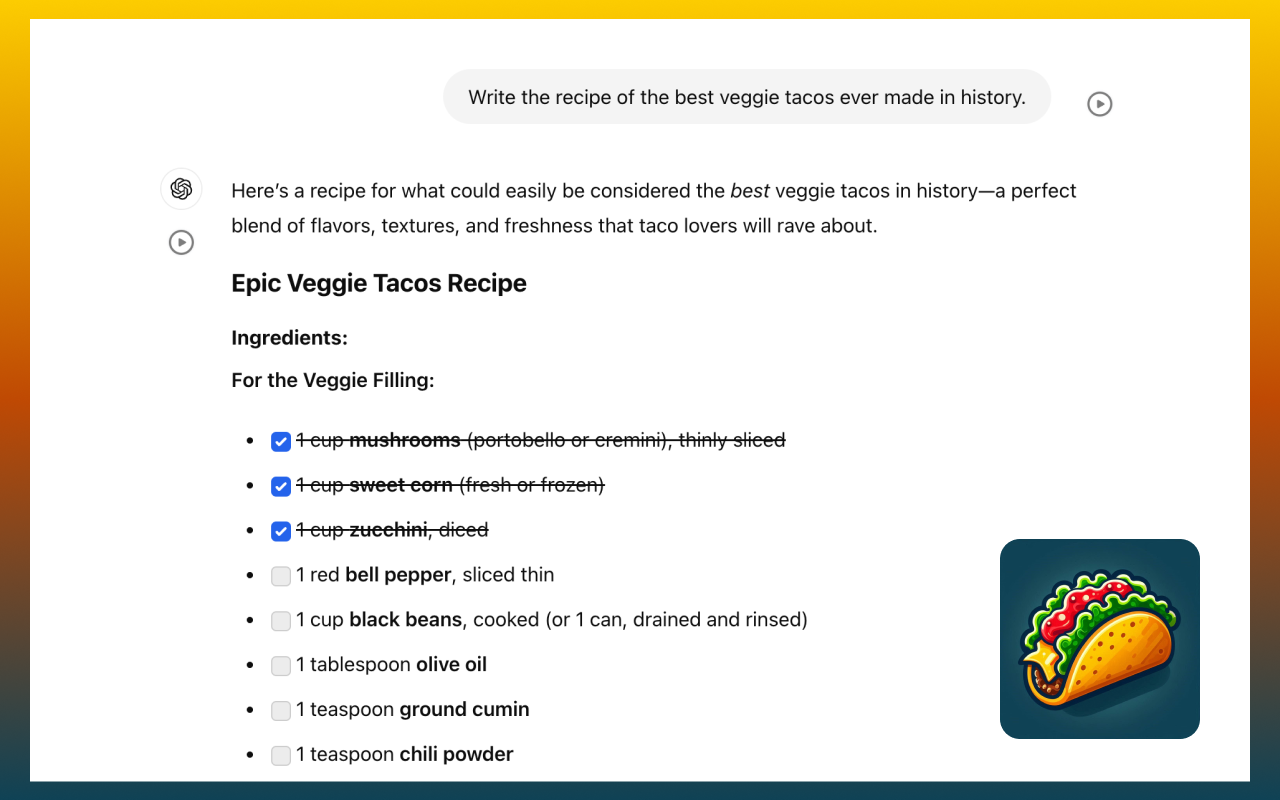 Write the recipe of the best veggie tacos ever made in history.
Here’s a recipe for what could easily be considered the best veggie tacos in history—a perfect
blend of flavors, textures, and freshness that taco lovers will rave about.
Epic Veggie Tacos Recipe
Ingredients:
For the Veggie Filling:
1 cup mushrooms (portobello or cremini), thinly sliced
1 cup sweet corn (fresh or frozen)
1 cup zucchini, diced
1 red bell pepper, sliced thin
1 cup black beans, cooked (or 1 can, drained and rinsed)
1 tablespoon olive oil
1 teaspoon ground cumin
1 teaspoon chili powder